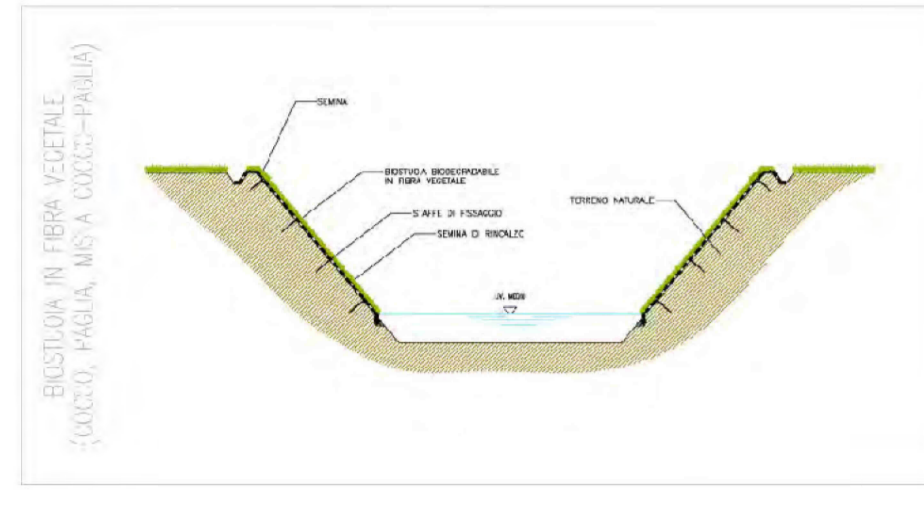 BIOSTUOIA IN FIBRA VEGETALE
(COCCO, PAGLIA, MISTA COCCO-PAGLIA)
SEMINA
BIOSTUOIA BIODEGRADABILE
IN FIBRA VEGETALE
STAFFE DI FISSAGGIO
SEMINA DI RINCALZO
TERRENO NATURALE
LIV. MEDIO